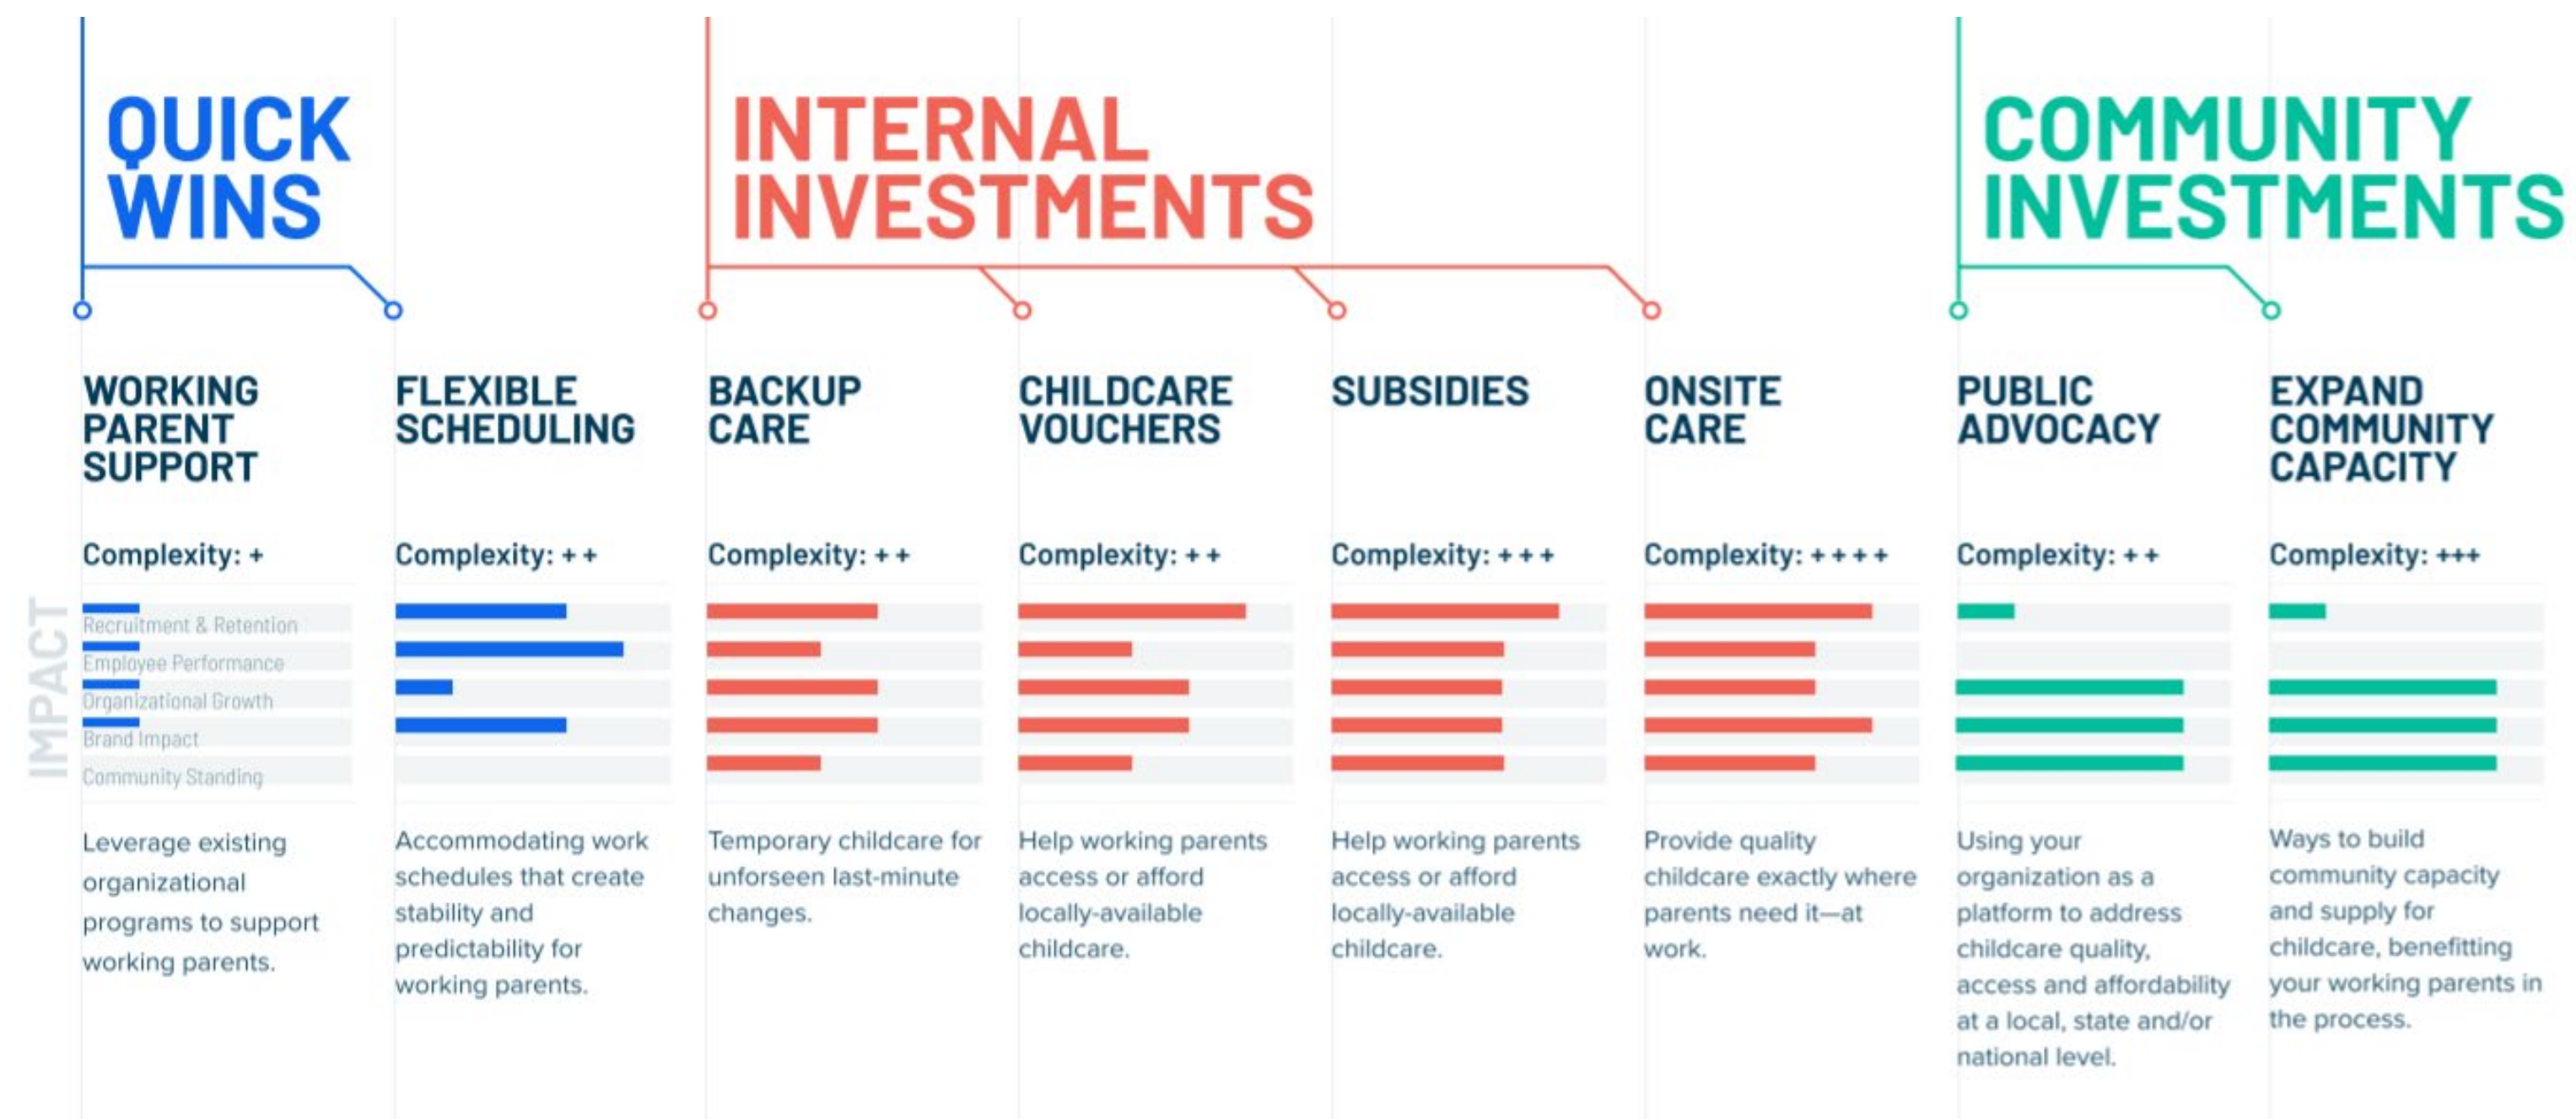 QUICK
WINS
INTERNAL
INVESTMENTS
COMMUNITY
INVESTMENTS
WORKING
PARENT
SUPPORT
Complexity: +
IMPACT
Recruitment & Retention
Employee Performance
Organizational Growth
Brand Impact
Community Standing
Leverage existing
organizational
programs to support
working parents.
FLEXIBLE
SCHEDULING
Complexity: + +
Accommodating work
schedules that create
stability and
predictability for
working parents.
BACKUP
CARE
Complexity: + +
Temporary childcare for
unforseen last-minute
changes.
CHILDCARE
VOUCHERS
Complexity: + +
Help working parents
access or afford
locally-available
childcare.
SUBSIDIES
Complexity: + + +
Help working parents
access or afford
locally-available
childcare.
ONSITE
CARE
Complexity: + + + +
Provide quality
childcare exactly where
parents need it—at
work.
PUBLIC
ADVOCACY
Complexity: + +
Using your
organization as a
platform to address
childcare quality,
access and affordability
at a local, state and/or
national level.
EXPAND
COMMUNITY
CAPACITY
Complexity: +++
Ways to build
community capacity
and supply for
childcare, benefitting
your working parents in
the process.